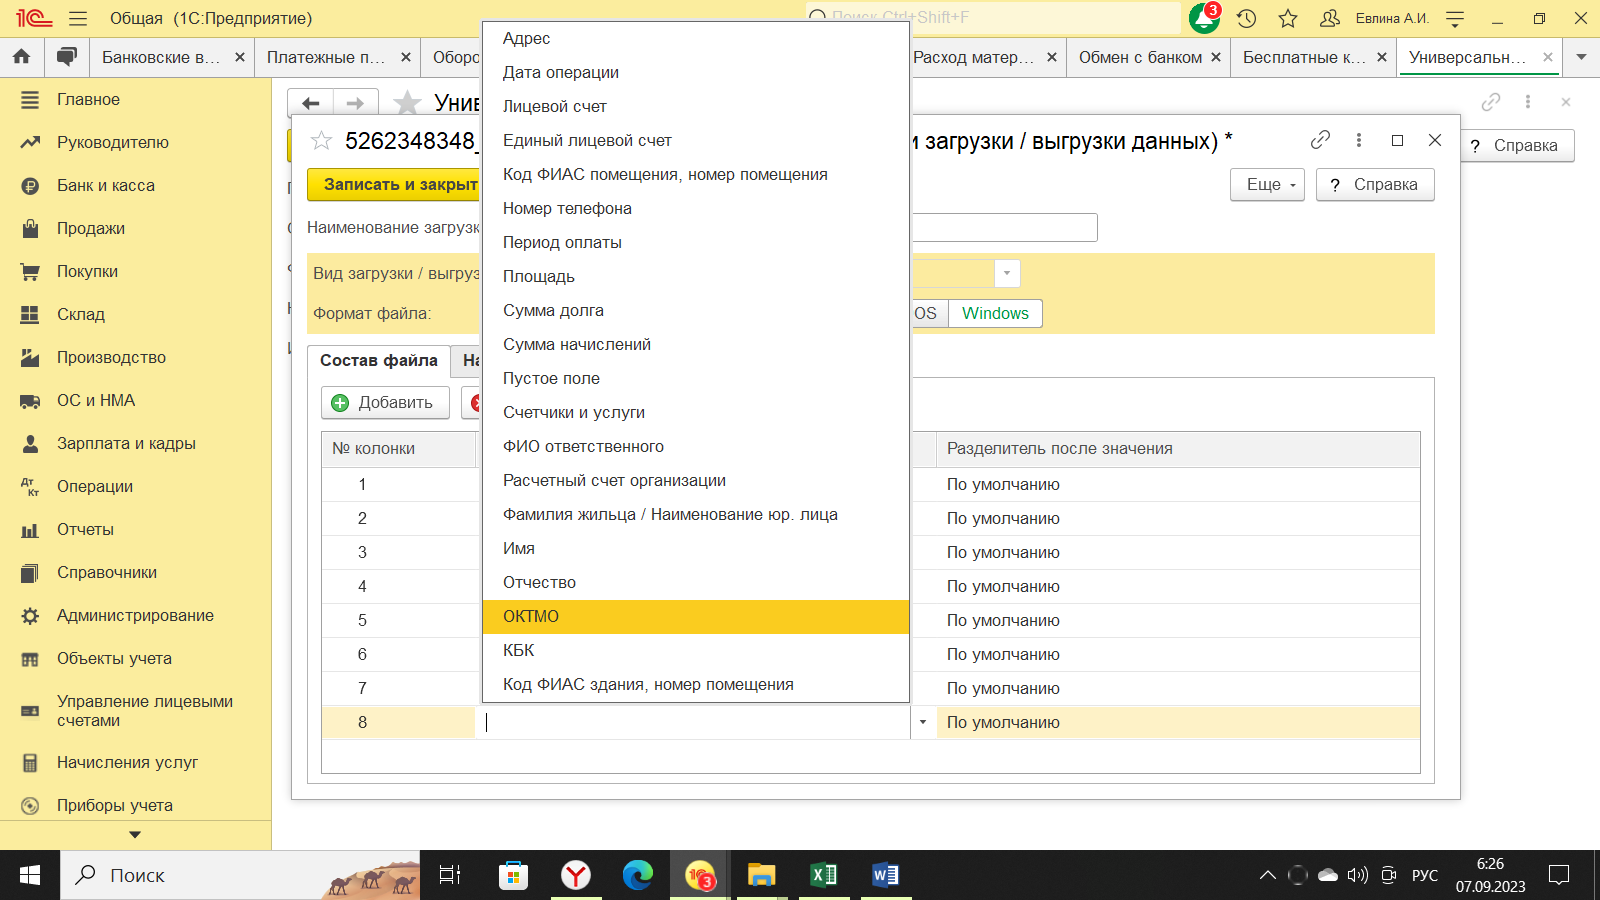 Общая (1С:Предприятие)
Поиск Ctrl+Shift+F
3
Евлина А.И.
Банковские в...
Платежные п...
Оборо
Расход матер...
Обмен с банком
Бесплатные к...
Универсальн...
Главное
Руководителю
Банк и касса
Продажи
Покупки
Склад
Производство
ОС и НМА
Зарплата и кадры
Операции
Отчеты
Справочники
Администрирование
Объекты учета
Управление лицевыми
счетами
Начисления услуг
Приборы учета
Унив
? Справка
5262348348_
и загрузки / выгрузки данных) *
Записать и закрыт
Еще
? Справка
Наименование загрузк
Вид загрузки / выгруз
Формат файла:
OS
Windows
Состав файла
На
Добавить
№ колонки
Разделитель после значения
1
По умолчанию
2
По умолчанию
3
По умолчанию
4
По умолчанию
5
По умолчанию
6
По умолчанию
7
По умолчанию
8
По умолчанию
Адрес
Дата операции
Лицевой счет
Единый лицевой счет
Код ФИАС помещения, номер помещения
Номер телефона
Период оплаты
Площадь
Сумма долга
Сумма начислений
Пустое поле
Счетчики и услуги
ФИО ответственного
Расчетный счет организации
Фамилия жильца / Наименование юр. лица
Имя
Отчество
ОКТМО
КБК
Код ФИАС здания, номер помещения
Поиск
3
РУС
6:26
07.09.2023